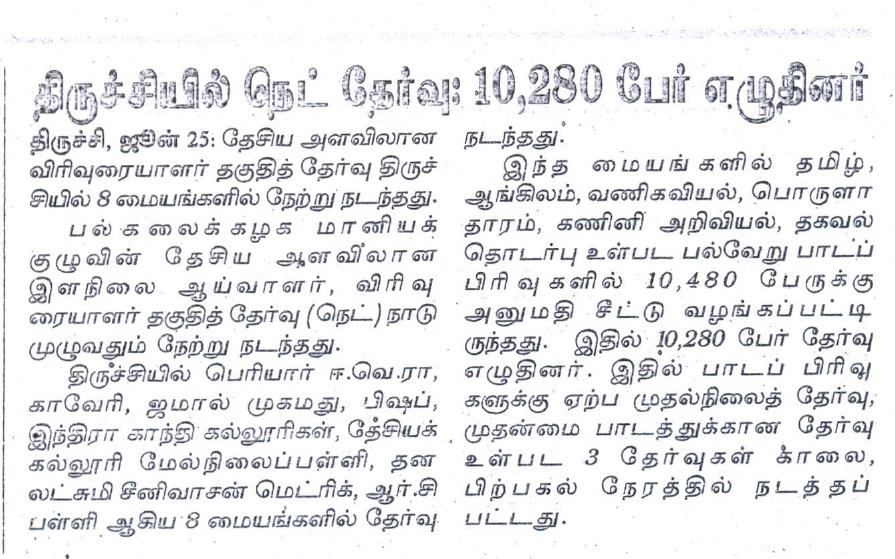 திருச்சியில் நெட் தேர்வு: 10,280 பேர் எழுதினர்
திருச்சி, ஜூன் 25: தேசிய அளவிலான
விரிவுரையாளர் தகுதித் தேர்வு திருச்
சியில் 8 மையங்களில் நேற்று நடந்தது.
பல்கலைக்கழக மானியக்
குழுவின் தேசிய அளவிலான
இளநிலை ஆய்வாளர், விரிவு
ரையாளர் தகுதித் தேர்வு (நெட்) நாடு
முழுவதும் நேற்று நடந்தது.
திருச்சியில் பெரியார் ஈ.வெ.ரா,
காவேரி, ஜமால் முகமது, பிஷப்,
இந்திரா காந்தி கல்லூரிகள், தேசியக்
கல்லூரி மேல்நிலைப்பள்ளி, தன
லட்சுமி சீனிவாசன் மெட்ரிக், ஆர்.சி
பள்ளி ஆகிய 8 மையங்களில் தேர்வு
நடந்தது.
இந்த மையங்களில் தமிழ்,
ஆங்கிலம், வணிகவியல், பொருளா
தாரம், கணினி அறிவியல், தகவல்
தொடர்பு உள்பட பல்வேறு பாடப்
பிரிவுகளில் 10,480 பேருக்கு
அனுமதி சீட்டு வழங்கப்பட்டி
ருந்தது. இதில் 10,280 பேர் தேர்வு
எழுதினர். இதில் பாடப் பிரிவு
களுக்கு ஏற்ப முதல்நிலைத் தேர்வு,
முதன்மை பாடத்துக்கான தேர்வு
உள்பட 3 தேர்வுகள் காலை,
பிற்பகல் நேரத்தில் நடத்தப்
பட்டது.